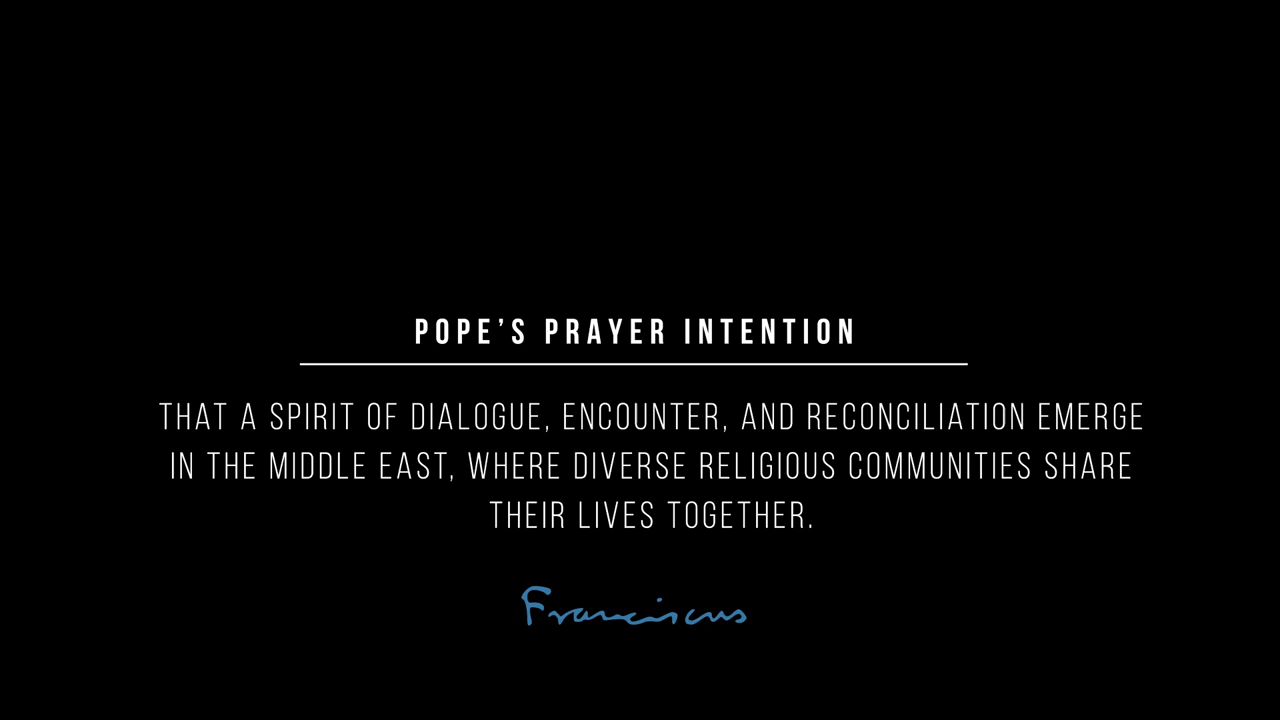 POPE’S PRAYER INTENTION
THAT A SPIRIT OF DIALOGUE, ENCOUNTER, AND RECONCILIATION EMERGE
IN THE MIDDLE EAST, WHERE DIVERSE RELIGIOUS COMMUNITIES SHARE
THEIR LIVES TOGETHER.
Franciscus